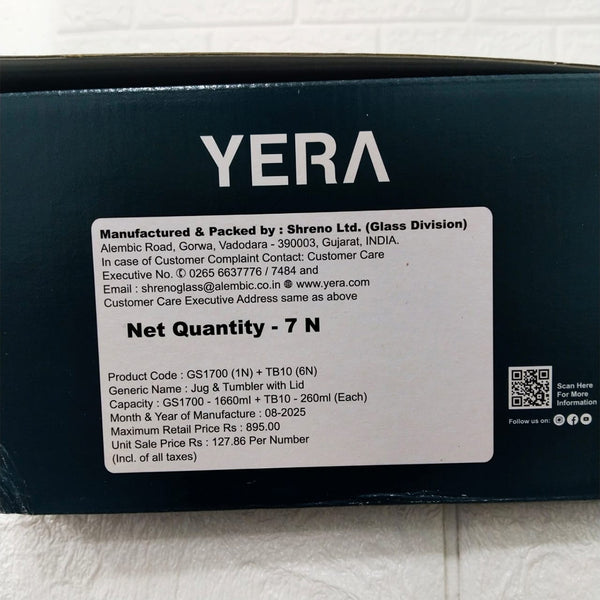 YERA
Manufactured & Packed by : Shreno Ltd. (Glass Division)
Alembic Road, Gorwa, Vadodara - 390003, Gujarat, INDIA.
In case of Customer Complaint Contact: Customer Care
Executive No. ✆ 0265 6637776 / 7484 and
Email : shrenoglass@alembic.co.in 🌐 www.yera.com
Customer Care Executive Address same as above
Net Quantity - 7 N
Product Code : GS1700 (1N) + TB10 (6N)
Generic Name : Jug & Tumbler with Lid
Capacity : GS1700 - 1660ml + TB10 - 260ml (Each)
Month & Year of Manufacture : 08-2025
Maximum Retail Price Rs : 895.00
Unit Sale Price Rs : 127.86 Per Number
(Incl. of all taxes)
Scan Here
For More
Information
Follow us on: